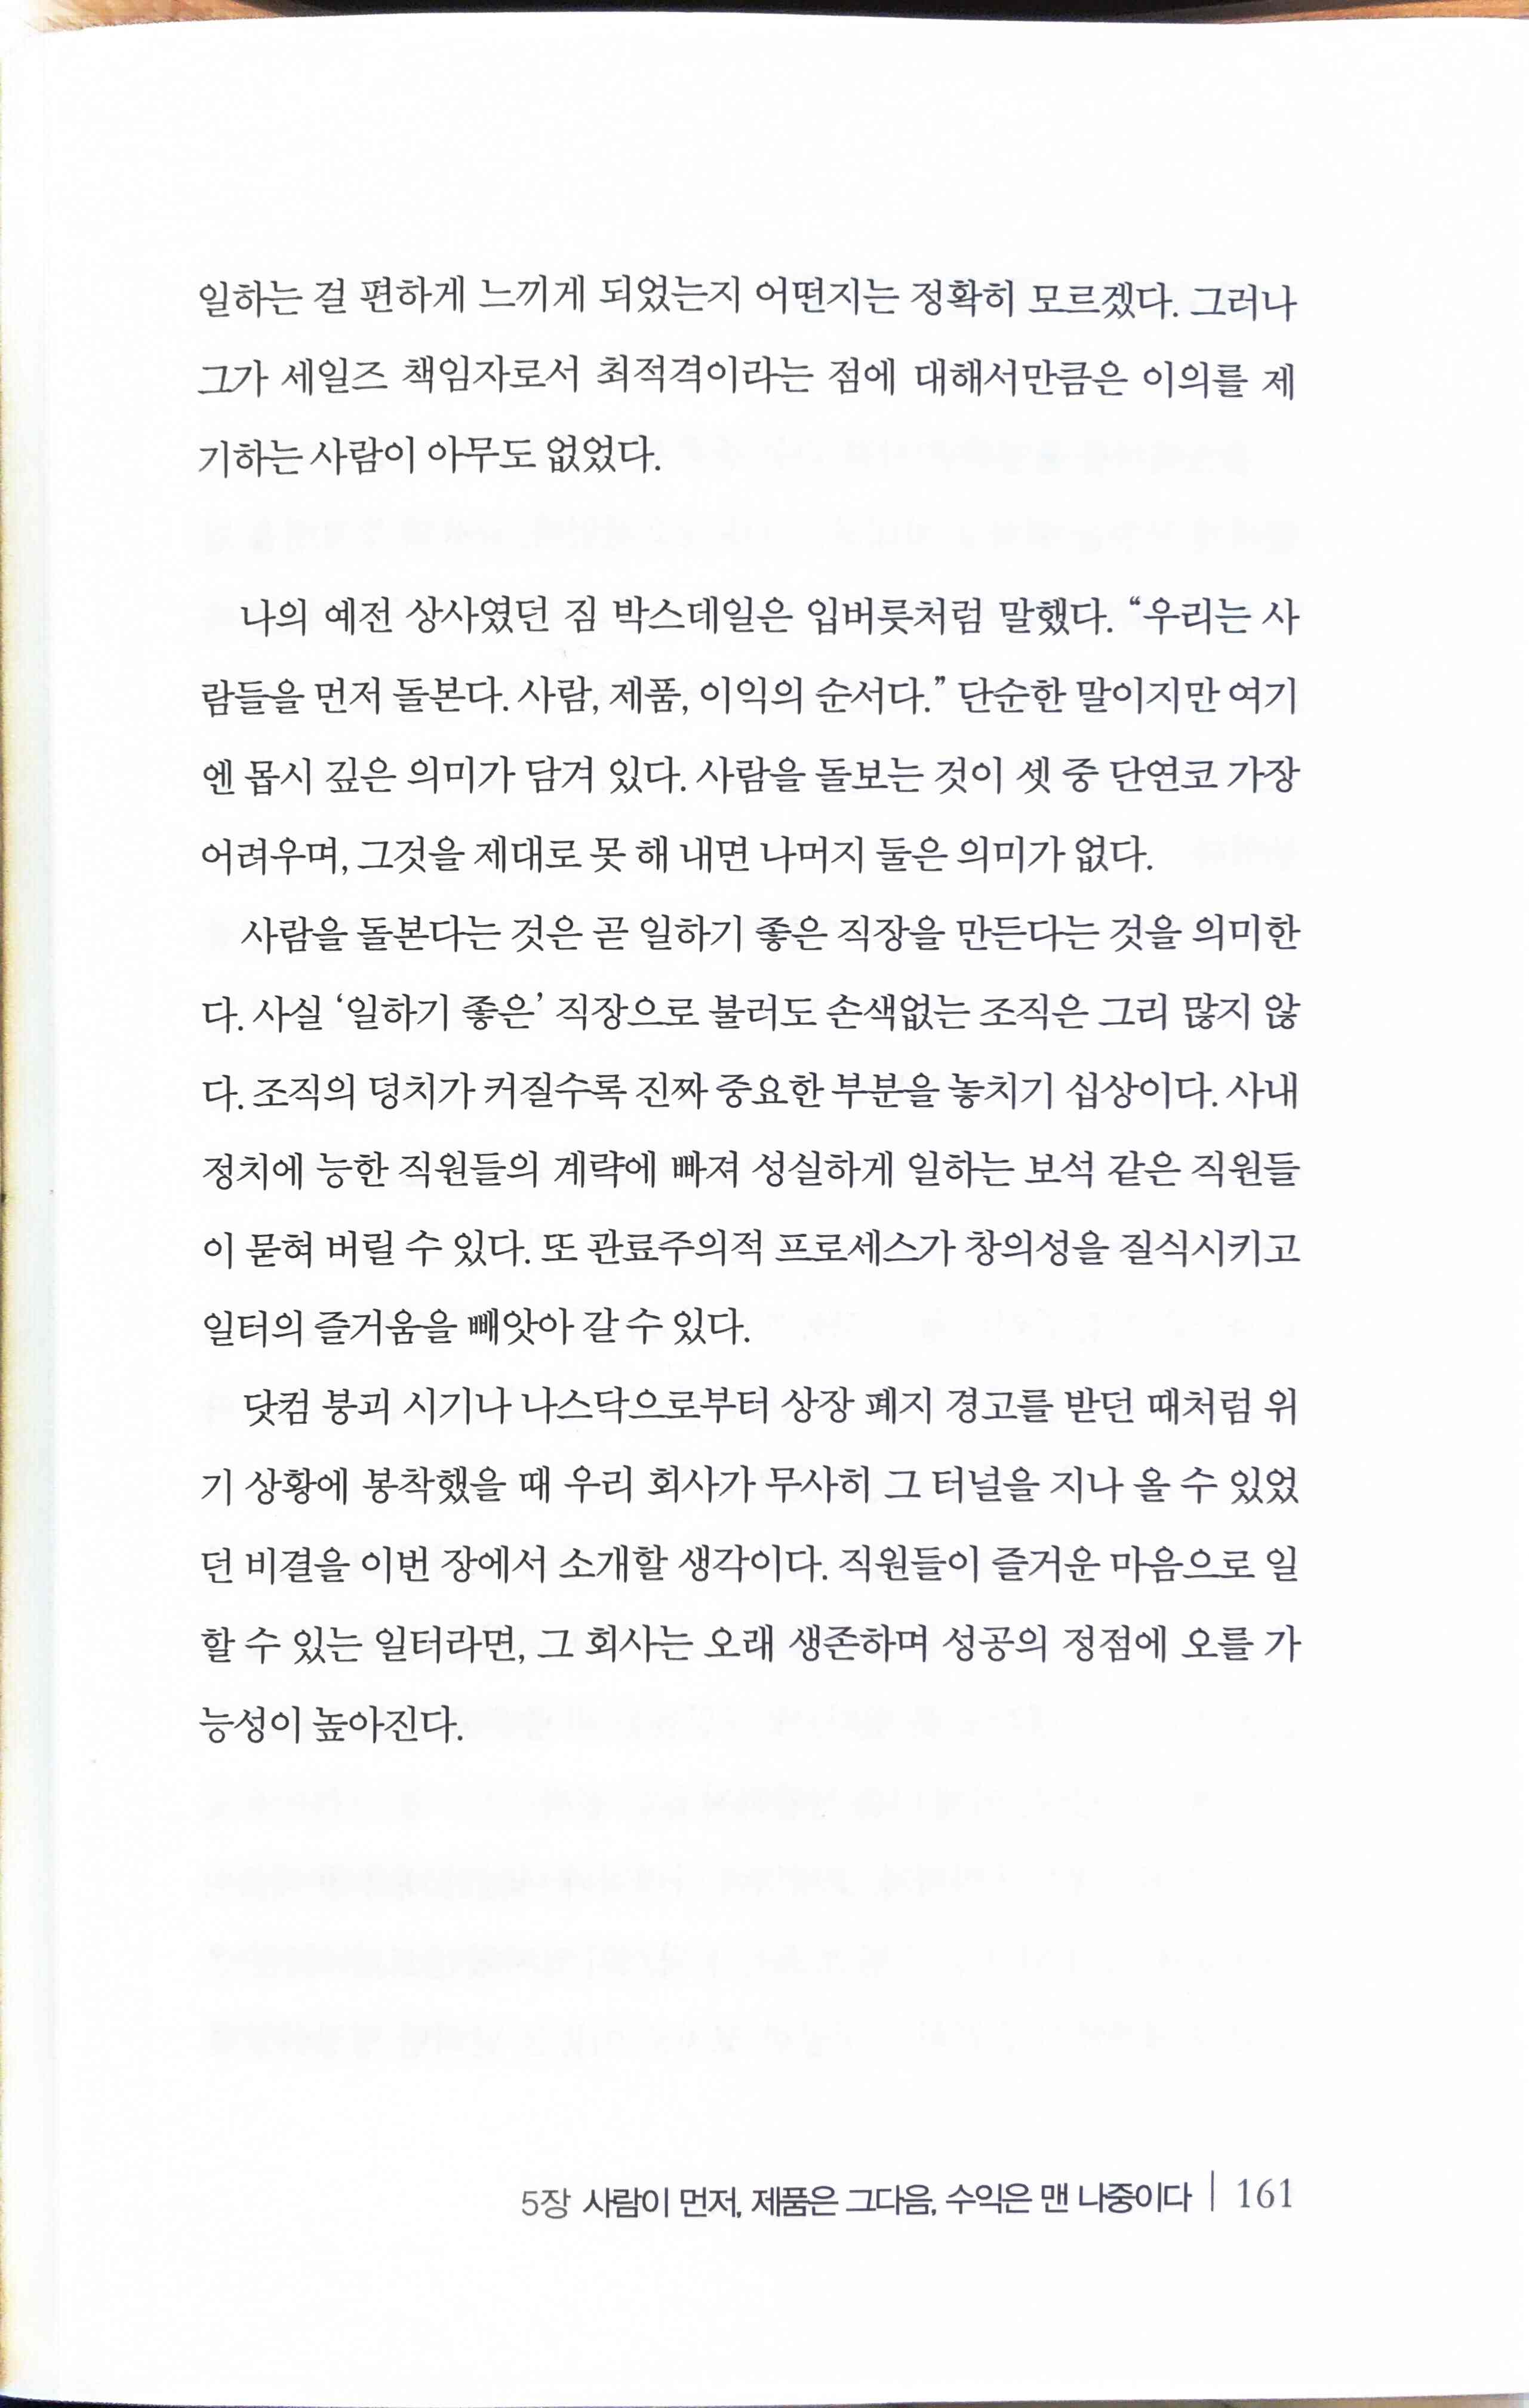 일하는 걸 편하게 느끼게 되었는지 어떤지는 정확히 모르겠다. 그러나
그가 세일즈 책임자로서 최적격이라는 점에 대해서만큼은 이의를 제
기하는 사람이 아무도 없었다.
나의 예전 상사였던 짐 박스데일은 입버릇처럼 말했다. “우리는 사
람들을 먼저 돌본다. 사람, 제품, 이익의 순서다.” 단순한 말이지만 여기
엔 몹시 깊은 의미가 담겨 있다. 사람을 돌보는 것이 셋 중 단연코 가장
어려우며, 그것을 제대로 못 해 내면 나머지 둘은 의미가 없다.
사람을 돌본다는 것은 곧 일하기 좋은 직장을 만든다는 것을 의미한
다. 사실 ‘일하기 좋은’ 직장으로 불러도 손색없는 조직은 그리 많지 않
다. 조직의 덩치가 커질수록 진짜 중요한 부분을 놓치기 십상이다. 사내
정치에 능한 직원들의 계략에 빠져 성실하게 일하는 보석 같은 직원들
이 묻혀 버릴 수 있다. 또 관료주의적 프로세스가 창의성을 질식시키고
일터의 즐거움을 빼앗아 갈 수 있다.
닷컴 붕괴 시기나 나스닥으로부터 상장 폐지 경고를 받던 때처럼 위
기 상황에 봉착했을 때 우리 회사가 무사히 그 터널을 지나 올 수 있었
던 비결을 이번 장에서 소개할 생각이다. 직원들이 즐거운 마음으로 일
할 수 있는 일터라면, 그 회사는 오래 생존하며 성공의 정점에 오를 가
능성이 높아진다.
5장 사람이 먼저, 제품은 그다음, 수익은 맨 나중이다 | 161